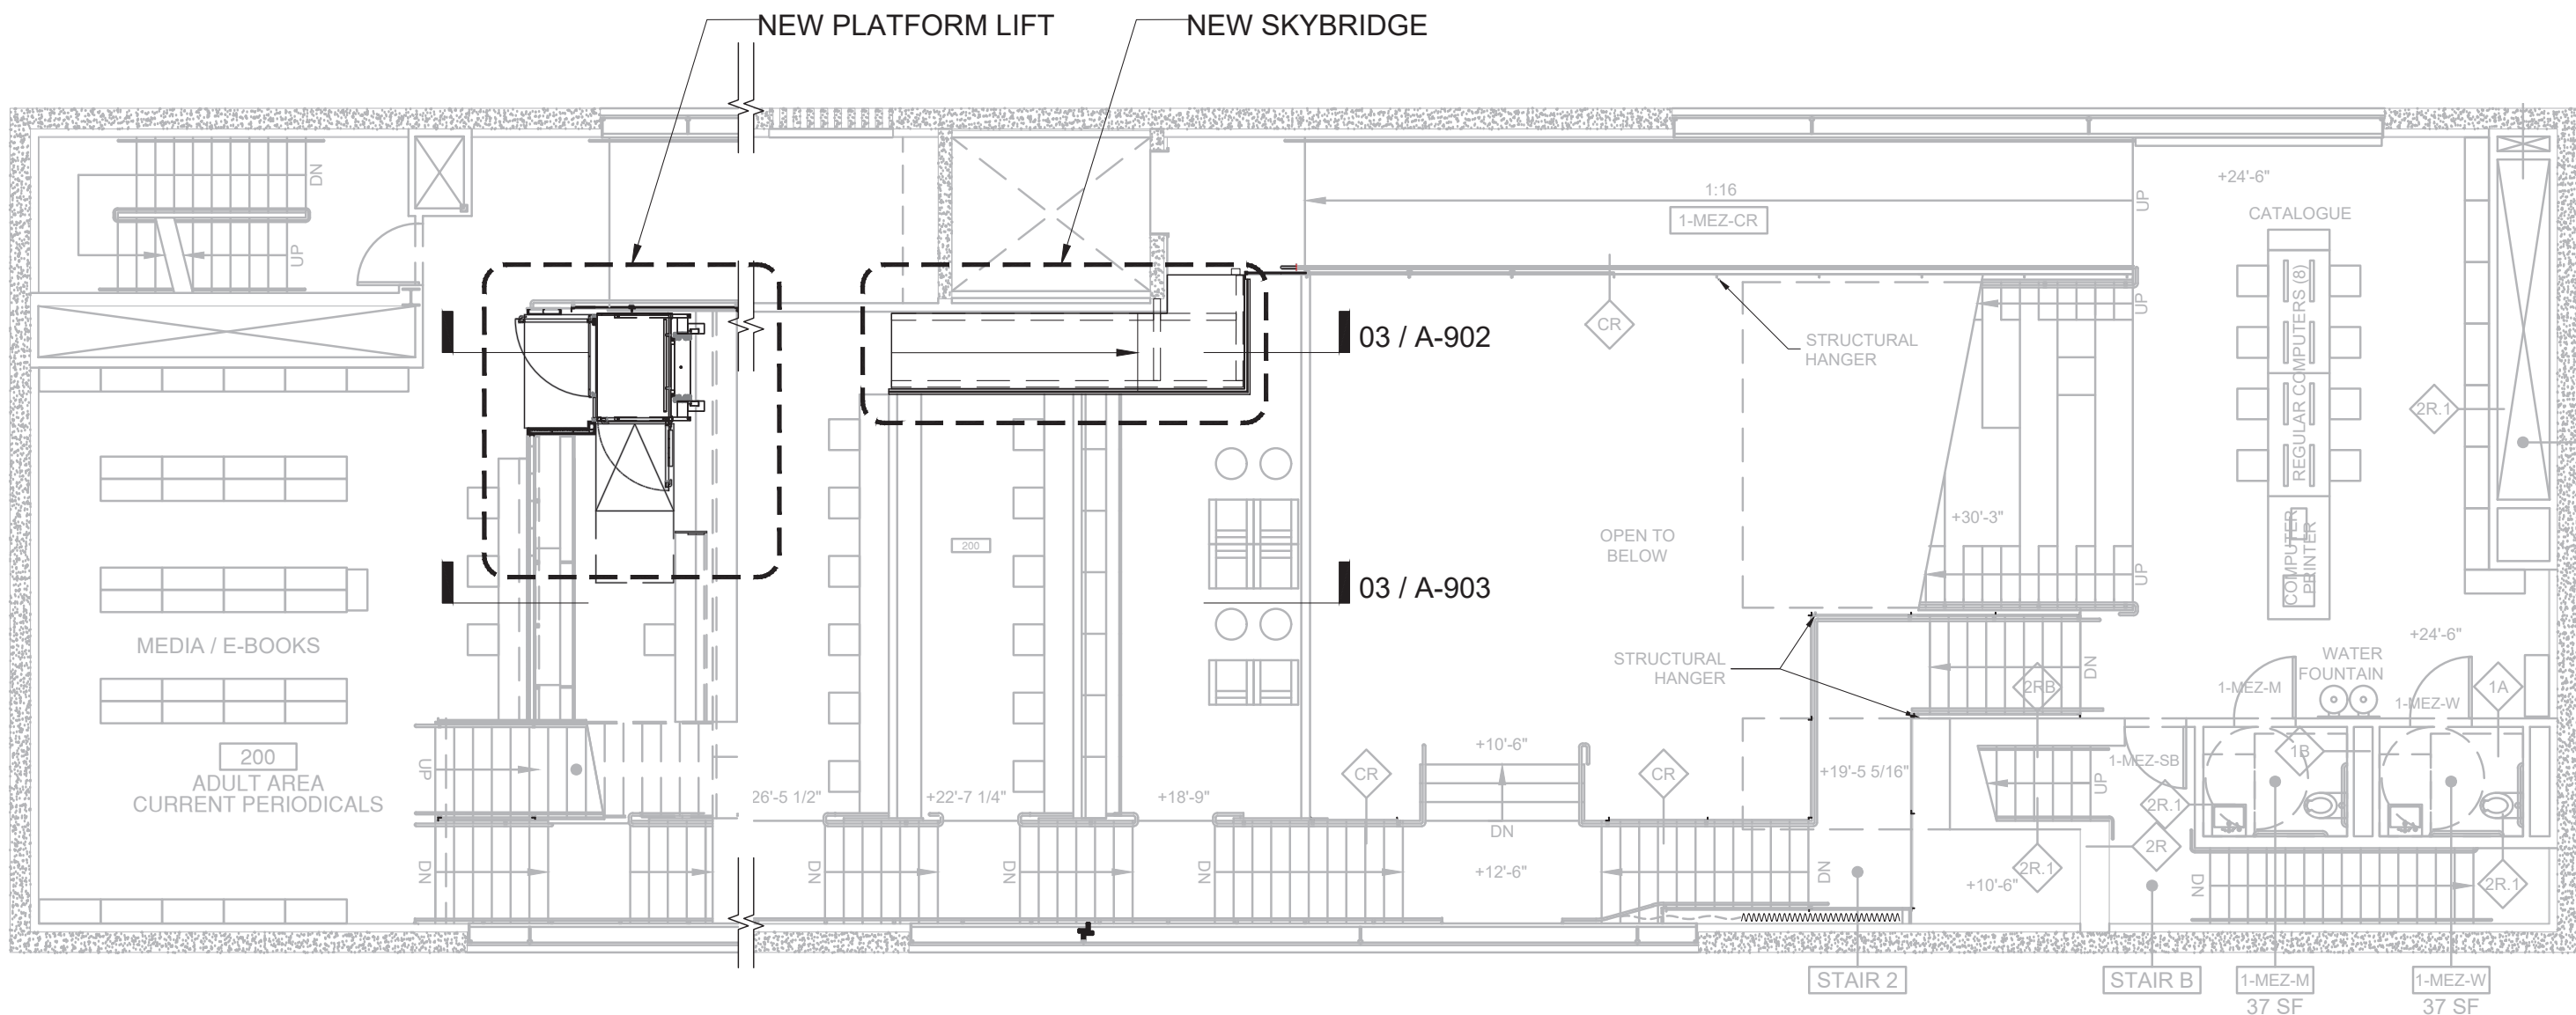 NEW PLATFORM LIFT
NEW SKYBRIDGE
DN
UP
1:16
1-MEZ-CR
UP
+24'-6"
CATALOGUE
REGULAR COMPUTERS (8)
COMPUTER
PRINTER
UP
CR
03 / A-902
STRUCTURAL
HANGER
2R.1
+30'-3"
OPEN TO
BELOW
200
UP
03 / A-903
MEDIA / E-BOOKS
STRUCTURAL
HANGER
DN
2RB
+24'-6"
WATER
FOUNTAIN
1-MEZ-M
1-MEZ-W
1A
1B
200
ADULT AREA
CURRENT PERIODICALS
UP
+10'-6"
CR
CR
+19'-5 5/16"
1-MEZ-SB
UP
26'-5 1/2"
+22'-7 1/4"
+18'-9"
2R.1
DN
2R
DN
DN
DN
DN
+12'-6"
DN
2R.1
+10'-6"
DN
2R.1
STAIR 2
STAIR B
1-MEZ-M
37 SF
1-MEZ-W
37 SF